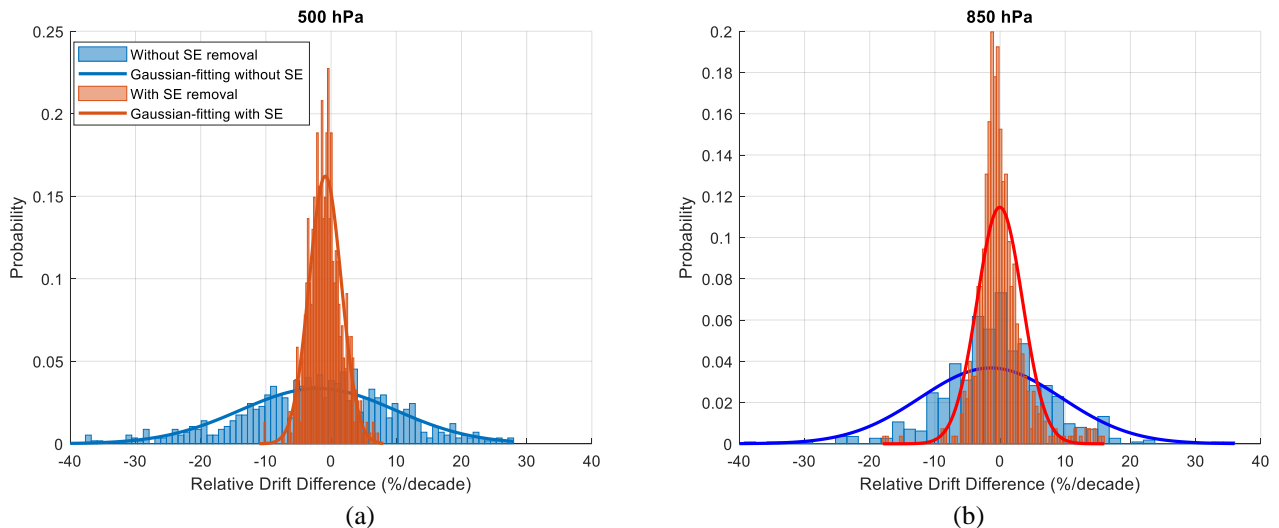 500 hPa
0.25
0.2
0.15
0.1
0.05
0
Probability
Without SE removal
Gaussian-fitting without SE
With SE removal
Gaussian-fitting with SE
-40 -30 -20 -10 0 10 20 30 40
Relative Drift Difference (%/decade)
(a)
850 hPa
0.2
0.18
0.16
0.14
0.12
0.1
0.08
0.06
0.04
0.02
0
Probability
-40 -30 -20 -10 0 10 20 30 40
Relative Drift Difference (%/decade)
(b)